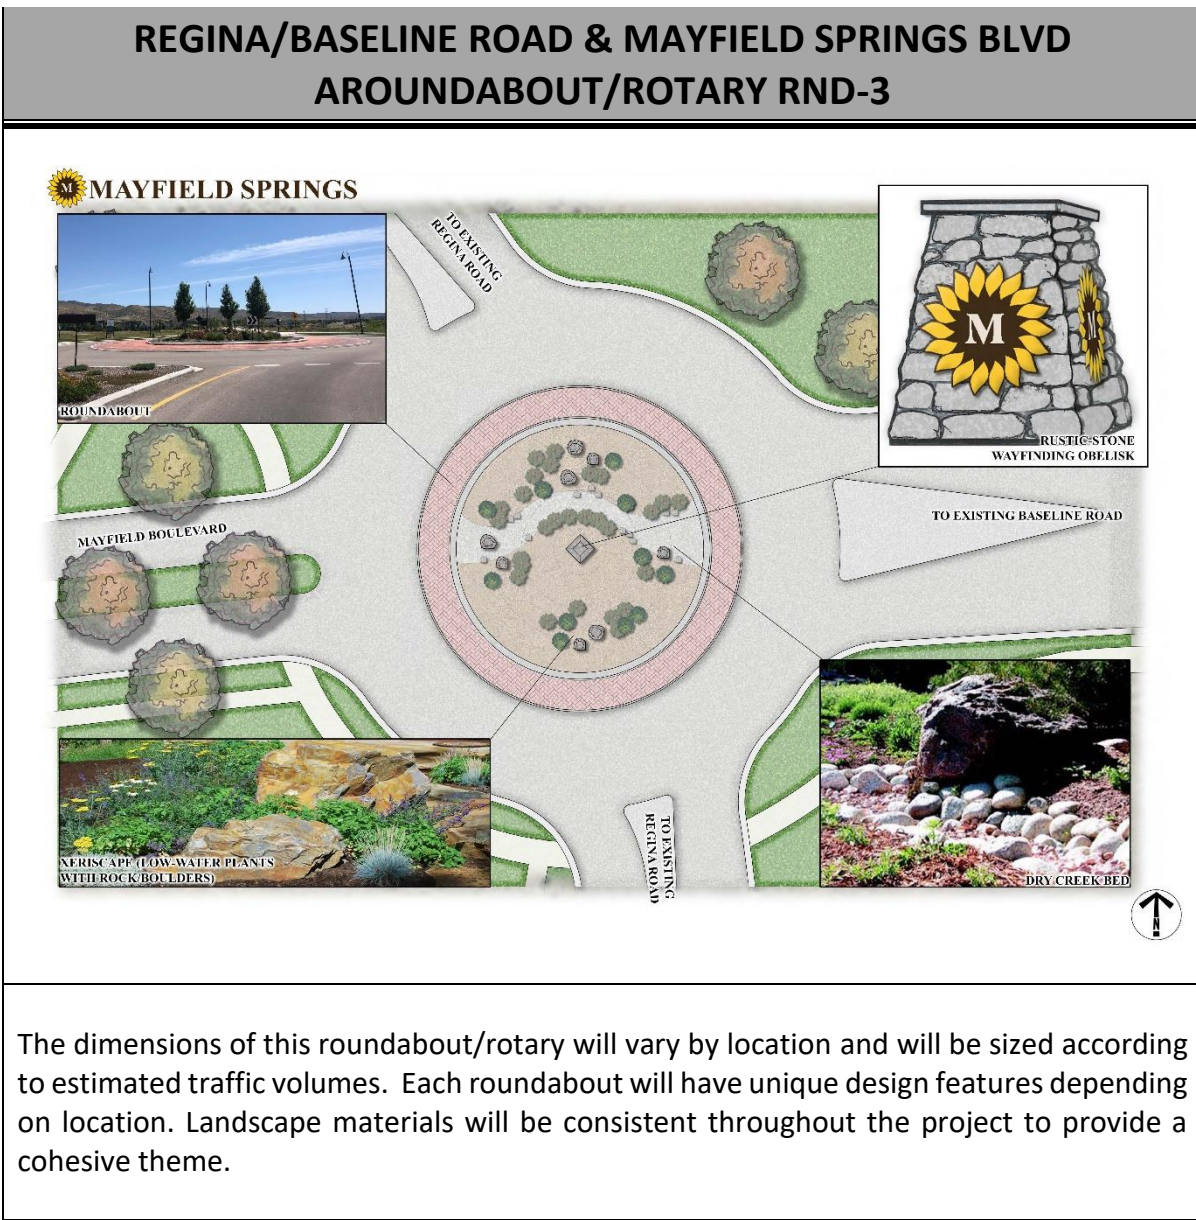 REGINA/BASELINE ROAD & MAYFIELD SPRINGS BLVD
AROUNDABOUT/ROTARY RND-3
M MAYFIELD SPRINGS
TO EXISTING
REGINA ROAD
ROUNDABOUT
M
M
RUSTIC-STONE
WAYFINDING OBELISK
MAYFIELD BOULEVARD
TO EXISTING BASELINE ROAD
XERISCAPE (LOW-WATER PLANTS
WITH ROCK/BOULDERS)
TO EXISTING
REGINA ROAD
DRY CREEK BED
N
The dimensions of this roundabout/rotary will vary by location and will be sized according
to estimated traffic volumes. Each roundabout will have unique design features depending
on location. Landscape materials will be consistent throughout the project to provide a
cohesive theme.